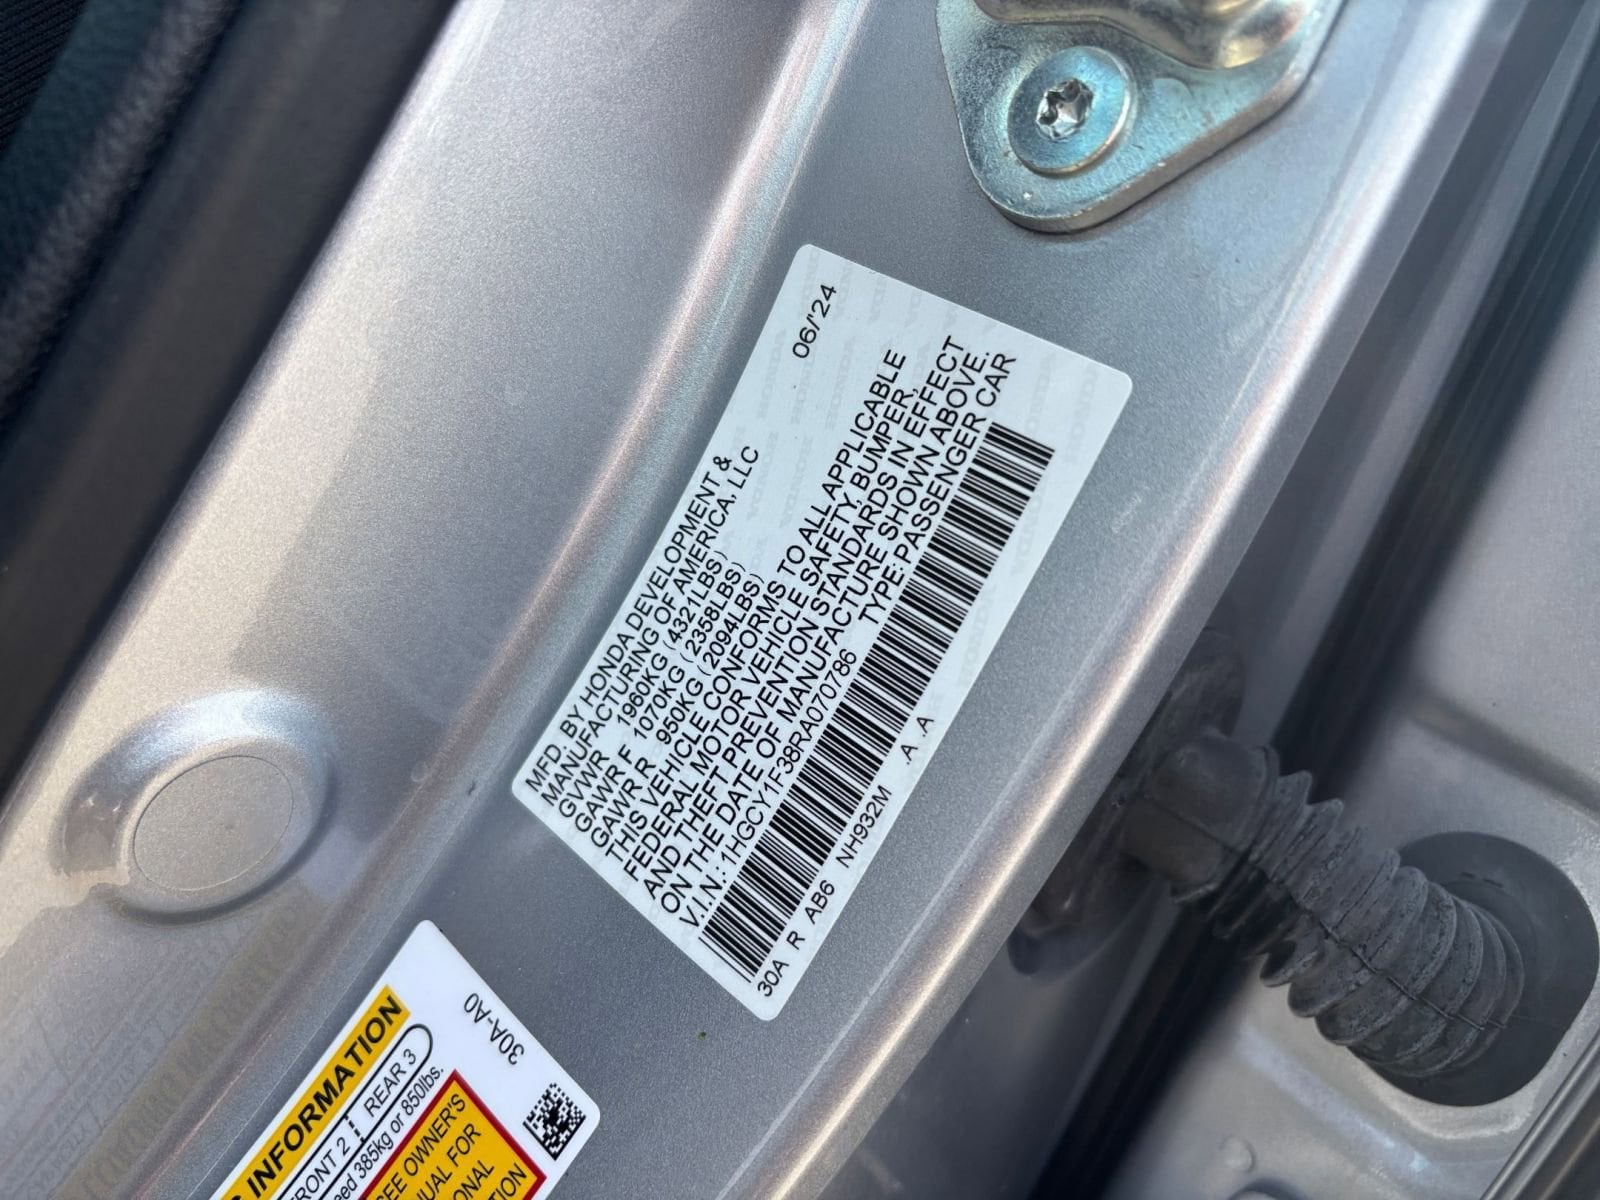 06/'24
MFD. BY HONDA DEVELOPMENT &
MANUFACTURING OF AMERICA, LLC
GVWR 1960KG (4321LBS)
GAWR F 1070KG (2358LBS)
GAWR R 950KG (2094LBS)
THIS VEHICLE CONFORMS TO ALL APPLICABLE
FEDERAL MOTOR VEHICLE SAFETY, BUMPER,
AND THEFT PREVENTION STANDARDS IN EFFECT
ON THE DATE OF MANUFACTURE SHOWN ABOVE.
V.I.N.: 1HGCY1F38RA070786 TYPE: PASSENGER CAR
30A R AB6 NH932M .A .A
30A-A0
INFORMATION
FRONT 2 REAR 3
385kg or 850lbs.
SEE OWNER'S
FOR